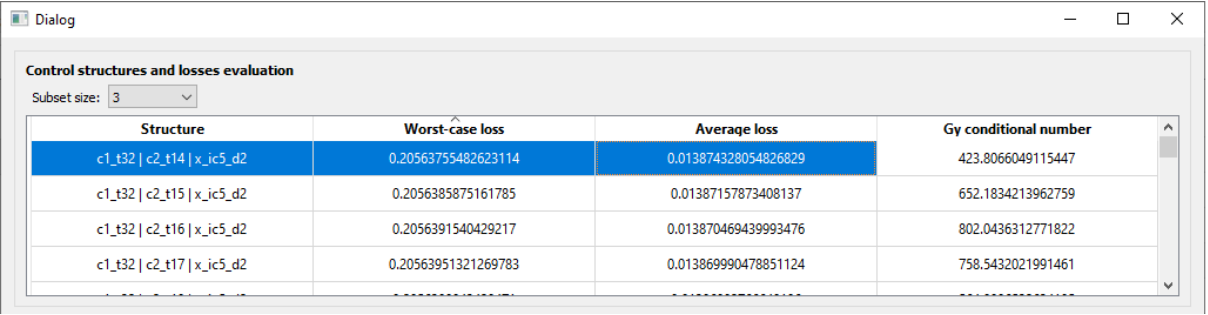 Dialog
Control structures and losses evaluation
Subset size: 3
Structure Worst-case loss Average loss Gy conditional number
c1_t32 | c2_t14 | x_ic5_d2 0.20563755482623114 0.013874328054826829 423.8066049115447
c1_t32 | c2_t15 | x_ic5_d2 0.2056385875161785 0.01387157873408137 652.1834213962759
c1_t32 | c2_t16 | x_ic5_d2 0.2056391540429217 0.013870469439993476 802.0436312771822
c1_t32 | c2_t17 | x_ic5_d2 0.20563951321269783 0.013869990478851124 758.5432021991461